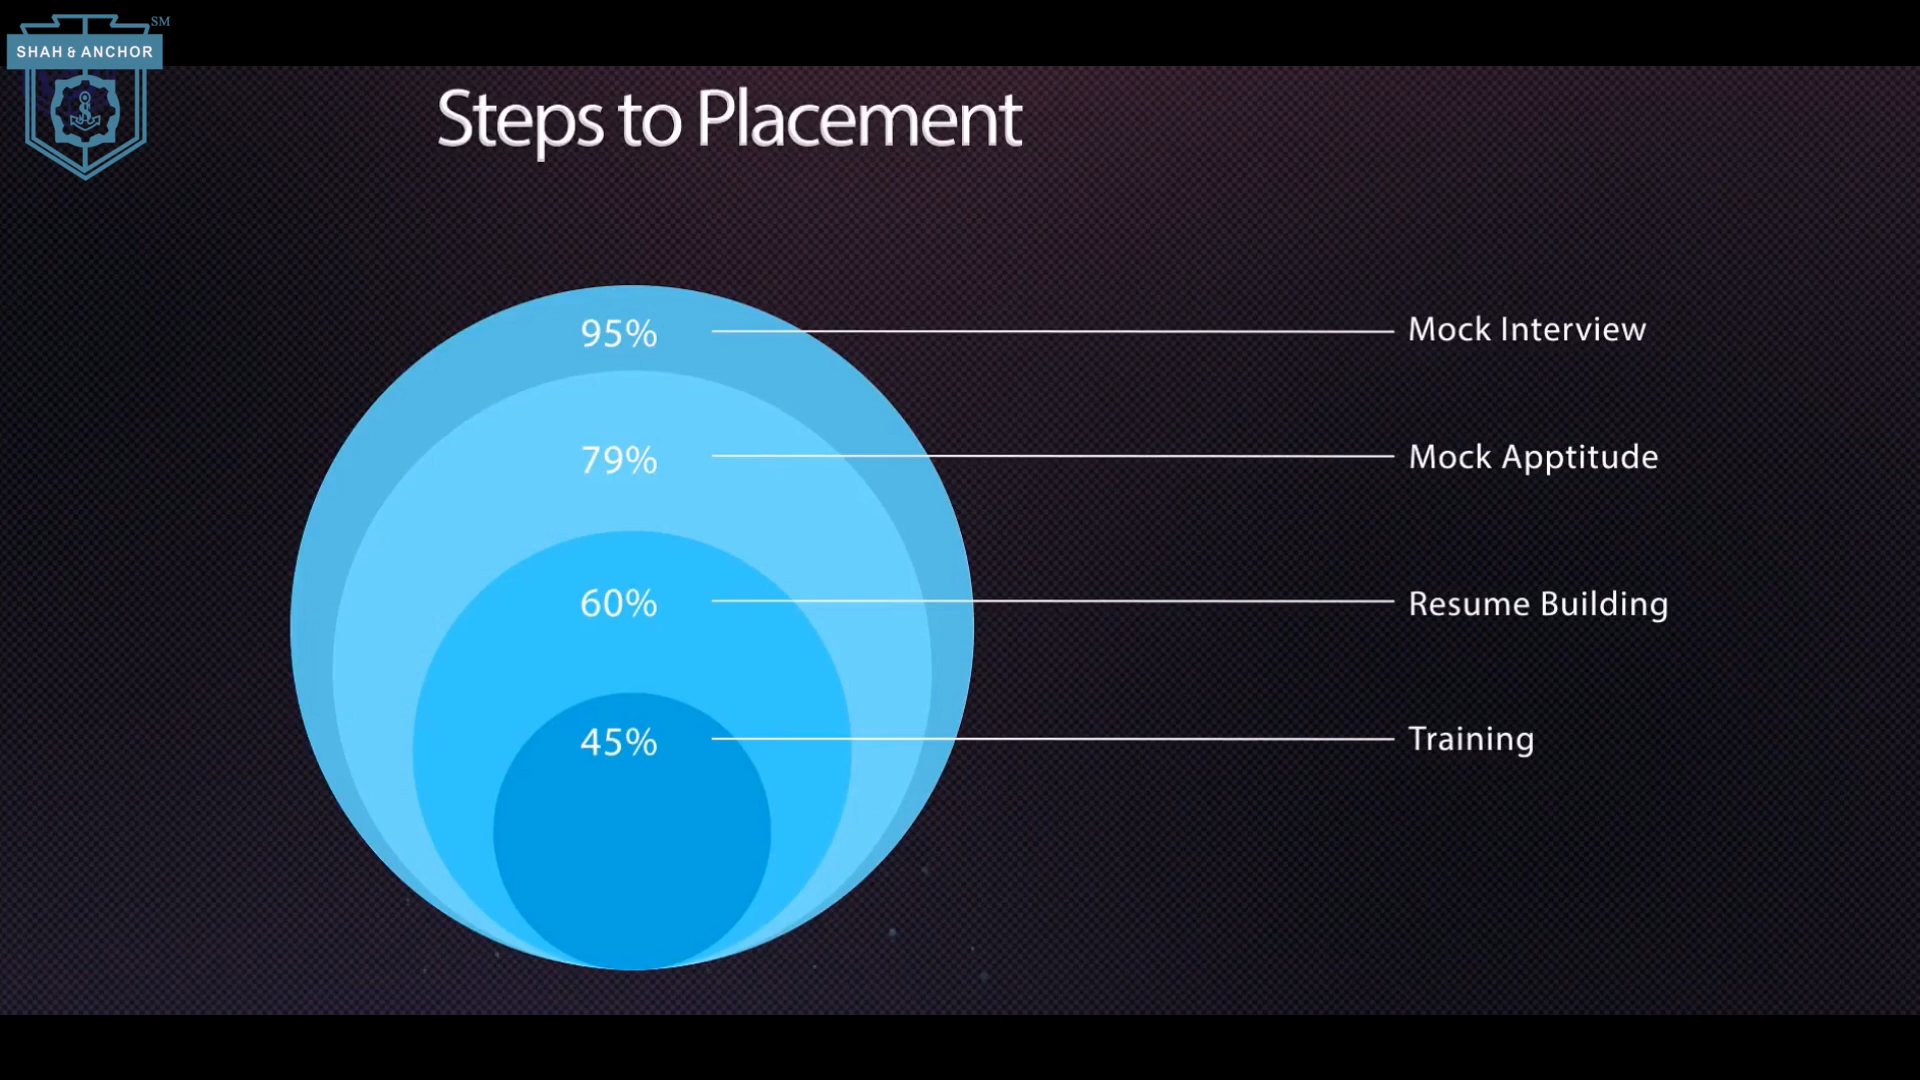 SM
SHAH & ANCHOR
Steps to Placement
95% Mock Interview
79% Mock Apptitude
60% Resume Building
45% Training